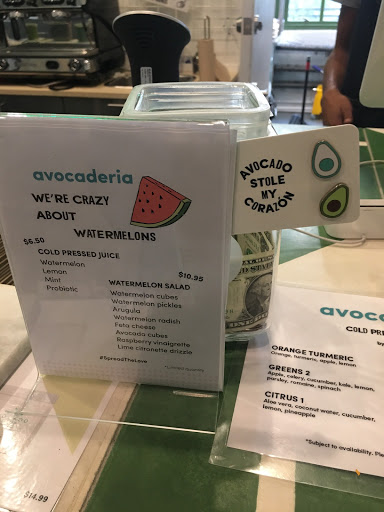 avocaderia
WE'RE CRAZY
ABOUT
WATERMELONS
$6.50
COLD PRESSED JUICE
Watermelon
Lemon
Mint
Probiotic
$10.95
WATERMELON SALAD
Watermelon cubes
Watermelon pickles
Arugula
Watermelon radish
Feta cheese
Avocado cubes
Raspberry vinaigrette
Lime citronette drizzle
#SpreadTheLove
AVOCADO
STOLE
MY
CORAZÓN
avoca
COLD PRE
ORANGE TURMERIC
Orange, turmeric, apple, lemon
GREENS 2
Apple, celery, cucumber, kale, lemon,
parsley, romaine, spinach
CITRUS 1
Aloe vera, coconut water, cucumber,
lemon, pineapple
*Subject to availability.
$14.99